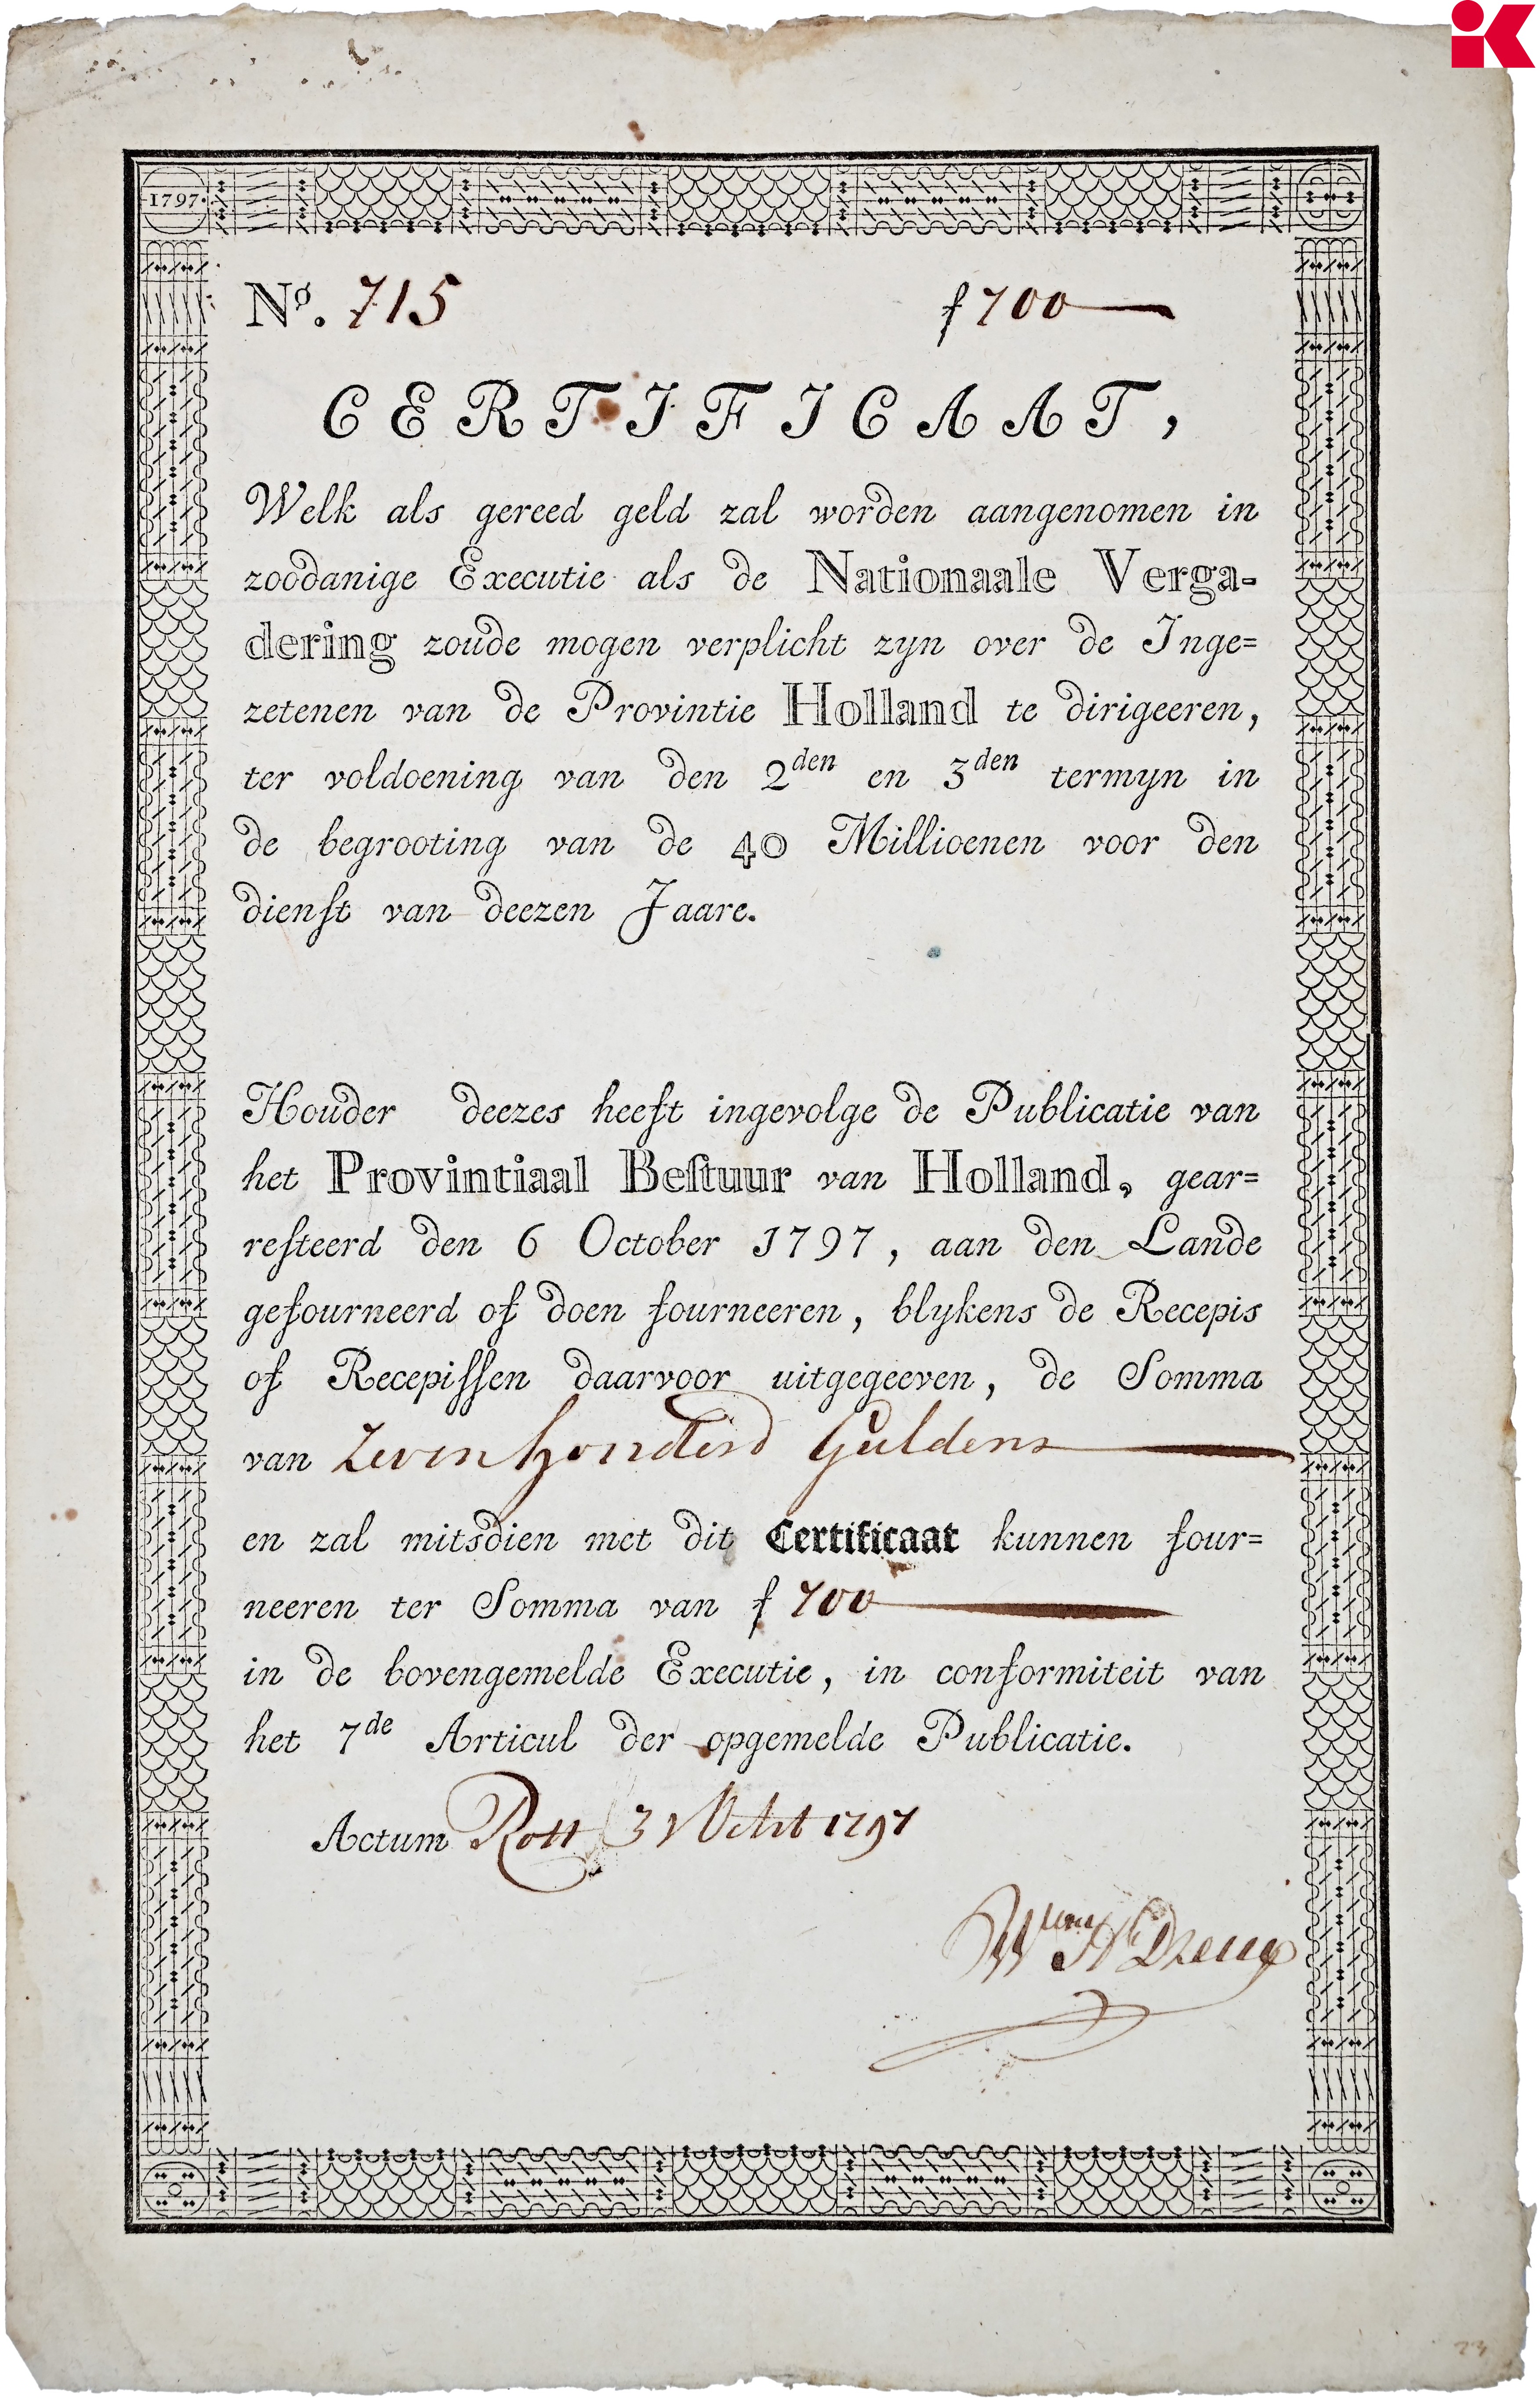 1797.
Nº. 715 f 700
CERTIFICAAT,
Welk als gereed geld zal worden aangenomen in
zoodanige Executie als de Nationaale Verga-
dering zoude mogen verplicht zyn over de Inge=
zetenen van de Provintie Holland te dirigeeren,
ter voldoening van den 2den en 3den termyn in
de begrooting van de 40 Millioenen voor den
dienſt van deezen Jaare.
Houder deezes heeft ingevolge de Publicatie van
het Provintiaal Beſtuur van Holland, gear=
reſteerd den 6 October 1797, aan den Lande
gefourneerd of doen fourneeren, blykens de Recepis
of Recepiſſen daarvoor uitgegeeven, de Somma
van Zevenhonderd Guldens
en zal mitsdien met dit Certificaat kunnen four=
neeren ter Somma van f 700
in de bovengemelde Executie, in conformiteit van
het 7de Articul der opgemelde Publicatie.
Actum Rott 31 1797
23